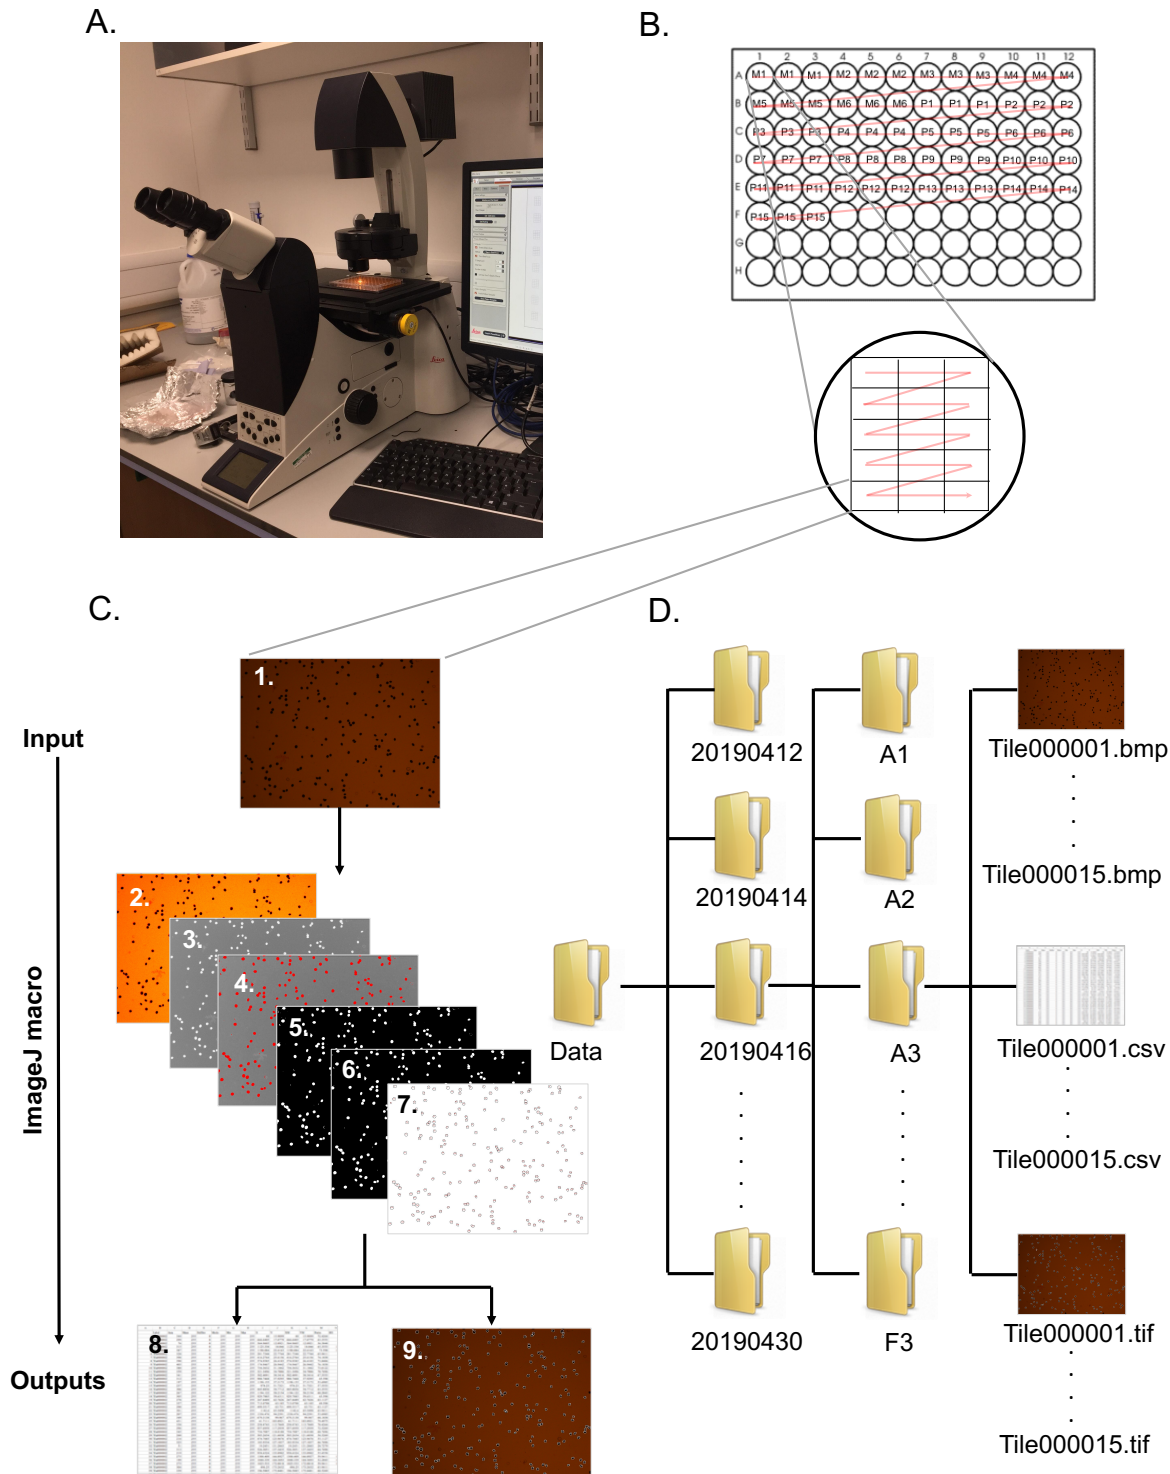 A.
B.
1 2 3 4 5 6 7 8 9 10 11 12
A M1 M1 M1 M2 M2 M2 M3 M3 M3 M4 M4 M4
B M5 M5 M5 M6 M6 M6 P1 P1 P1 P2 P2 P2
C P3 P3 P3 P4 P4 P4 P5 P5 P5 P6 P6 P6
D P7 P7 P7 P8 P8 P8 P9 P9 P9 P10 P10 P10
E P11 P11 P11 P12 P12 P12 P13 P13 P13 P14 P14 P14
F P15 P15 P15
G
H
C.
Input
ImageJ macro
Outputs
1.
2.
3.
4.
5.
6.
7.
8.
9.
D.
Data
20190412
20190414
20190416
20190430
A1
A2
A3
F3
Tile000001.bmp
Tile000015.bmp
Tile000001.csv
Tile000015.csv
Tile000001.tif
Tile000015.tif